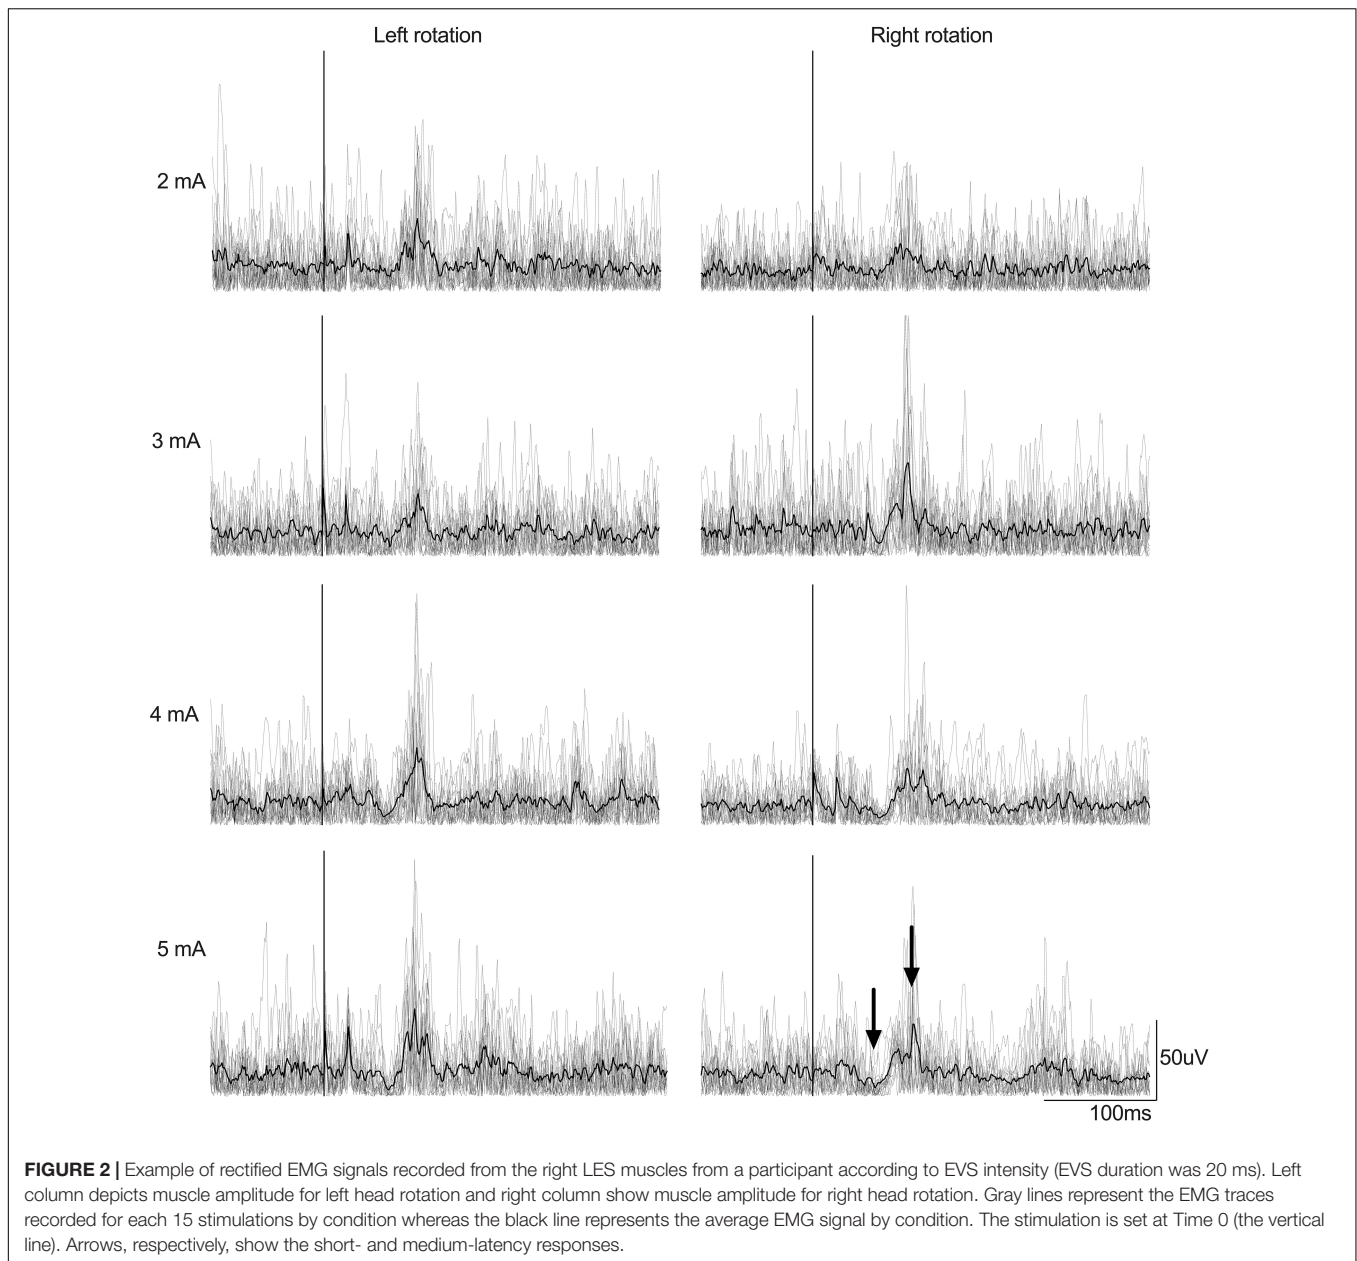 Left rotation
Right rotation
2 mA
3 mA
4 mA
5 mA
50uV
100ms
FIGURE 2 | Example of rectified EMG signals recorded from the right LES muscles from a participant according to EVS intensity (EVS duration was 20 ms). Left
column depicts muscle amplitude for left head rotation and right column show muscle amplitude for right head rotation. Gray lines represent the EMG traces
recorded for each 15 stimulations by condition whereas the black line represents the average EMG signal by condition. The stimulation is set at Time 0 (the vertical
line). Arrows, respectively, show the short- and medium-latency responses.